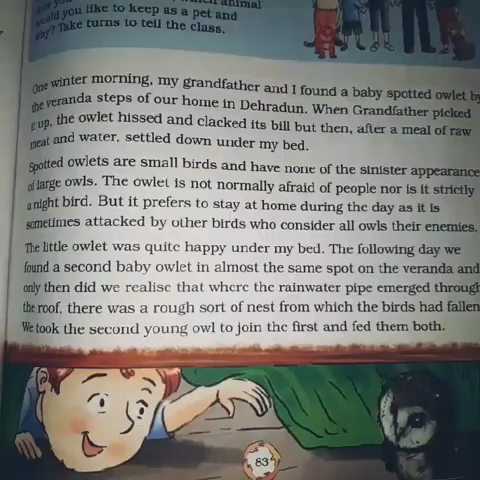 animal
would you like to keep as a pet and
why? Take turns to tell the class.
One winter morning, my grandfather and I found a baby spotted owlet by
the veranda steps of our home in Dehradun. When Grandfather picked
it up, the owlet hissed and clacked its bill but then, after a meal of raw
meat and water, settled down under my bed.
Spotted owlets are small birds and have none of the sinister appearance
of large owls. The owlet is not normally afraid of people nor is it strictly
a night bird. But it prefers to stay at home during the day as it is
sometimes attacked by other birds who consider all owls their enemies.
The little owlet was quite happy under my bed. The following day we
found a second baby owlet in almost the same spot on the veranda and
only then did we realise that where the rainwater pipe emerged through
the roof, there was a rough sort of nest from which the birds had fallen
We took the second young owl to join the first and fed them both.
83